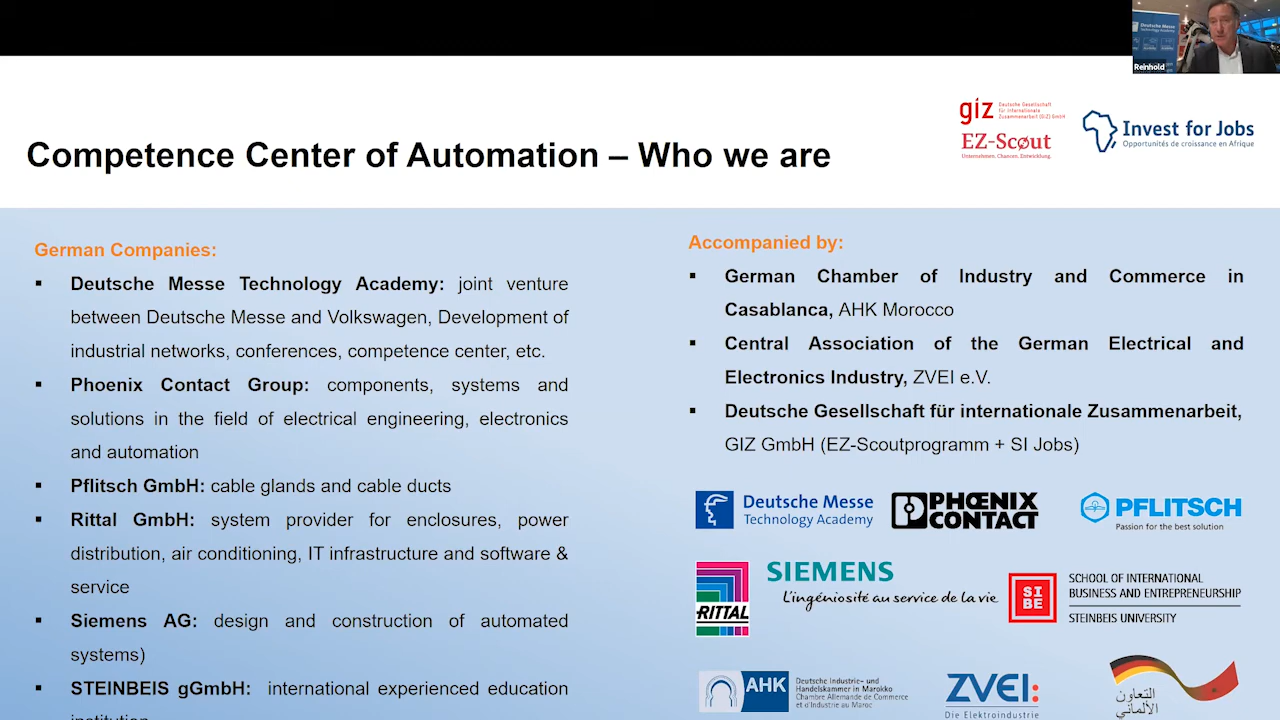 Reinhold
giz Deutsche Gesellschaft
für Internationale
Zusammenarbeit (GIZ) GmbH
EZ-Scout
Unternehmen. Chancen. Entwicklung.
Invest for Jobs
Opportunités de croissance en Afrique
Competence Center of Automation – Who we are
German Companies:
▪ Deutsche Messe Technology Academy: joint venture
between Deutsche Messe and Volkswagen, Development of
industrial networks, conferences, competence center, etc.
▪ Phoenix Contact Group: components, systems and
solutions in the field of electrical engineering, electronics
and automation
▪ Pflitsch GmbH: cable glands and cable ducts
▪ Rittal GmbH: system provider for enclosures, power
distribution, air conditioning, IT infrastructure and software &
service
▪ Siemens AG: design and construction of automated
systems)
▪ STEINBEIS gGmbH: international experienced education
institution
Accompanied by:
▪ German Chamber of Industry and Commerce in
Casablanca, AHK Morocco
▪ Central Association of the German Electrical and
Electronics Industry, ZVEI e.V.
▪ Deutsche Gesellschaft für internationale Zusammenarbeit,
GIZ GmbH (EZ-Scoutprogramm + SI Jobs)
Deutsche Messe
Technology Academy
PHŒNIX
CONTACT
PFLITSCH
Passion for the best solution
RITTAL
SIEMENS
L'ingéniosité au service de la vie
SI
BE
SCHOOL OF INTERNATIONAL
BUSINESS AND ENTREPRENEURSHIP
STEINBEIS UNIVERSITY
AHK
Deutsche Industrie- und
Handelskammer in Marokko
Chambre Allemande de Commerce
et d'Industrie au Maroc
ZVEI:
Die Elektroindustrie
التعاون
الألماني